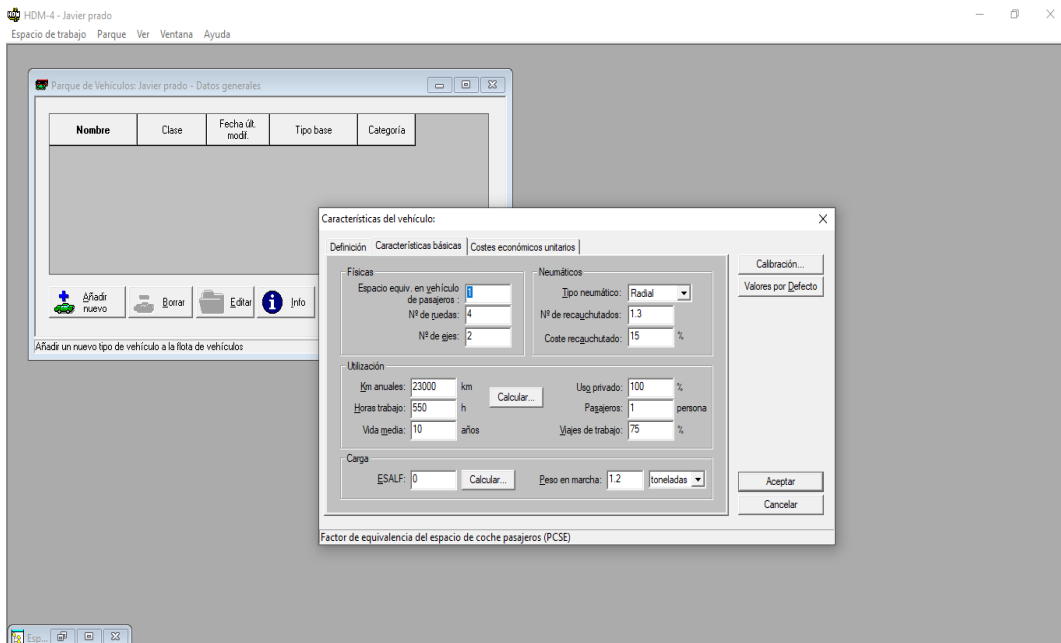 HDM-4 - Javier prado
Espacio de trabajo Parque Ver Ventana Ayuda
Parque de Vehículos: Javier prado - Datos generales
Nombre Clase Fecha últ. modif. Tipo base Categoría
Añadir nuevo Borrar Editar Info
Añadir un nuevo tipo de vehículo a la flota de vehículos
Características del vehículo:
Definición Características básicas Costes económicos unitarios
Físicas
Espacio equiv. en vehículo de pasajeros : 1
Nº de ruedas: 4
Nº de ejes: 2
Neumáticos
Tipo neumático: Radial
Nº de recauchutados: 1.3
Coste recauchutado: 15 %
Utilización
Km anuales: 23000 km
Horas trabajo: 550 h
Vida media: 10 años
Calcular...
Uso privado: 100 %
Pasajeros: 1 persona
Viajes de trabajo: 75 %
Carga
ESALF: 0 Calcular... Peso en marcha: 1.2 toneladas
Calibración...
Valores por Defecto
Aceptar
Cancelar
Factor de equivalencia del espacio de coche pasajeros (PCSE)
Esp...